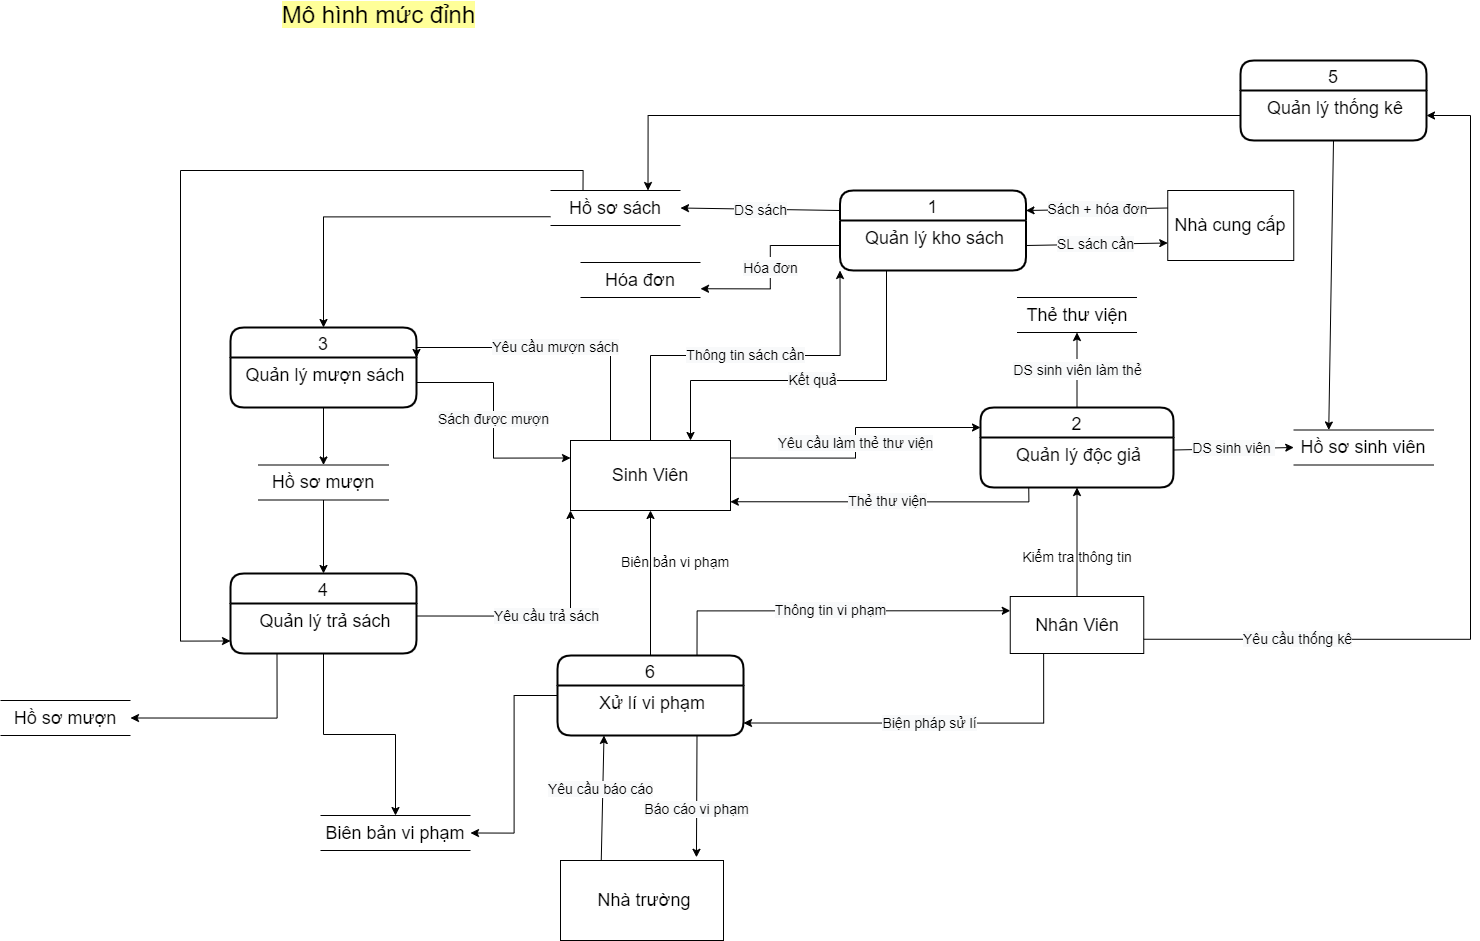 Mô hình mức đỉnh
5
Quản lý thống kê
Hồ sơ sách
DS sách
1
Quản lý kho sách
Sách + hóa đơn
SL sách cần
Nhà cung cấp
Hóa đơn
Hóa đơn
Thẻ thư viện
3
Quản lý mượn sách
Yêu cầu mượn sách
Thông tin sách cần
Kết quả
DS sinh viên làm thẻ
Sách được mượn
2
Quản lý độc giả
Yêu cầu làm thẻ thư viện
DS sinh viên
Hồ sơ sinh viên
Hồ sơ mượn
Sinh Viên
Thẻ thư viện
Biên bản vi phạm
Kiểm tra thông tin
4
Quản lý trả sách
Yêu cầu trả sách
Thông tin vi phạm
Nhân Viên
Yêu cầu thống kê
6
Xử lí vi phạm
Hồ sơ mượn
Biện pháp sử lí
Yêu cầu báo cáo
Báo cáo vi phạm
Biên bản vi phạm
Nhà trường